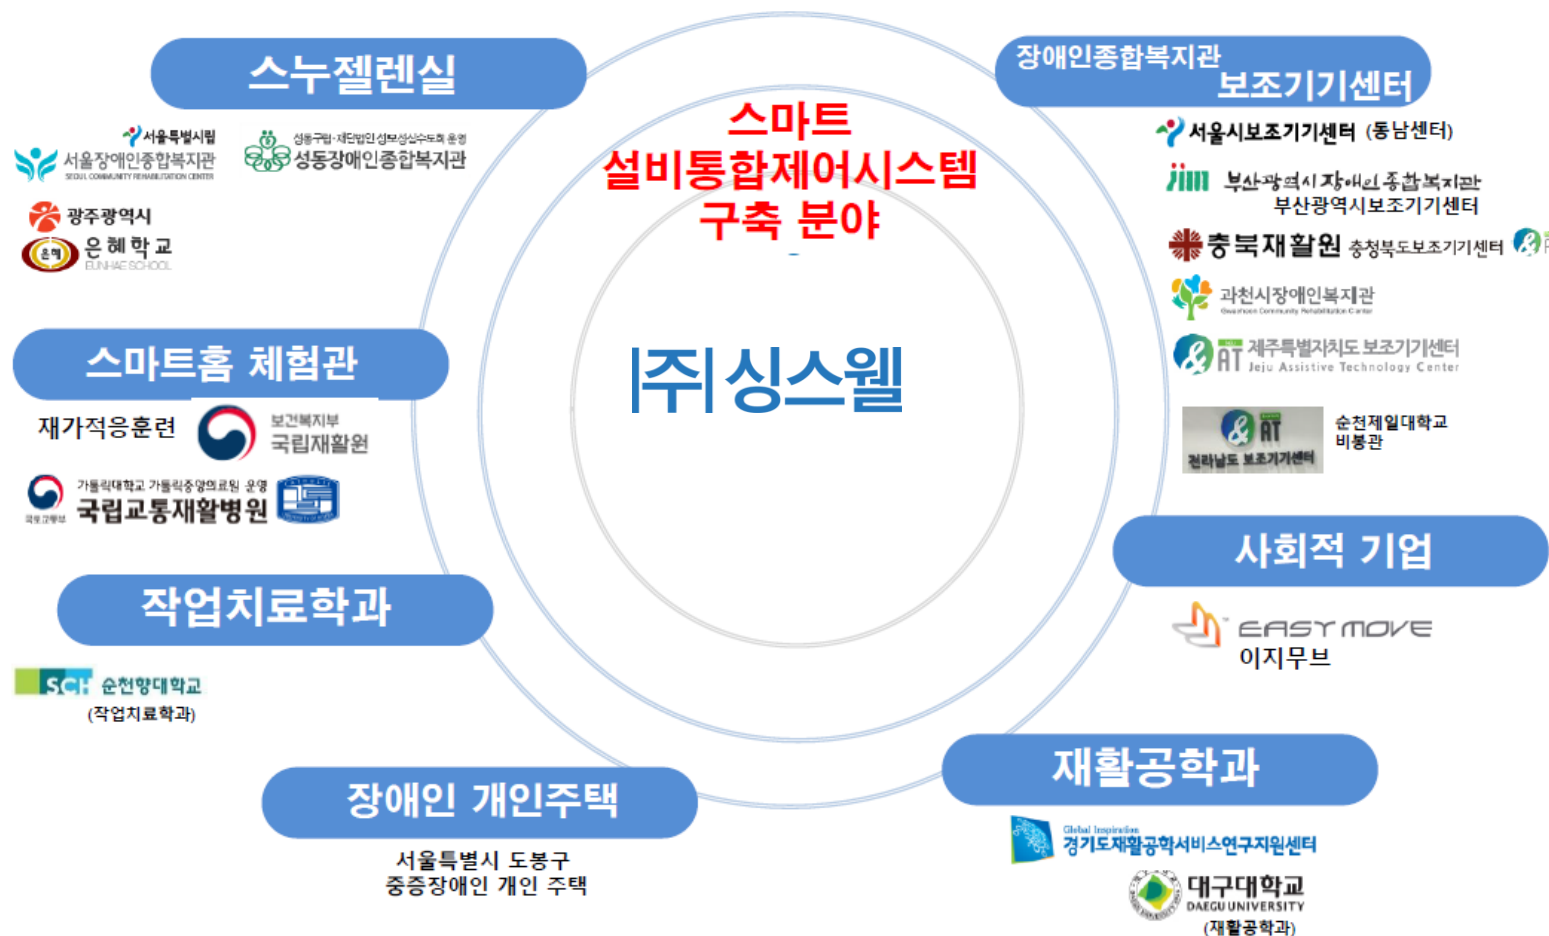 스누젤렌실
서울특별시립
서울장애인종합복지관
SEOUL COMMUNITY REHABILITATION CENTER
성동구립·재단법인 성모성심수도회 운영
성동장애인종합복지관
광주광역시
은혜
은혜학교
EUNHAE SCHOOL
스마트홈 체험관
재가적응훈련
보건복지부
국립재활원
국토교통부
가톨릭대학교 가톨릭중앙의료원 운영
국립교통재활병원
작업치료학과
SCH 순천향대학교
(작업치료학과)
장애인 개인주택
서울특별시 도봉구
중증장애인 개인 주택
스마트
설비통합제어시스템
구축 분야
|주| 싱스웰
장애인종합복지관
보조기기센터
서울시보조기기센터 (동남센터)
부산광역시장애인종합복지관
부산광역시보조기기센터
충북재활원 충청북도보조기기센터
과천시장애인복지관
Gwacheon Community Rehabilitation Center
& AT 제주특별자치도 보조기기센터
Jeju Assistive Technology Center
& AT
전라남도 보조기기센터
순천제일대학교
비봉관
사회적 기업
EASY MOVE
이지무브
재활공학과
Global Inspiration
경기도재활공학서비스연구지원센터
대구대학교
DAEGU UNIVERSITY
(재활공학과)